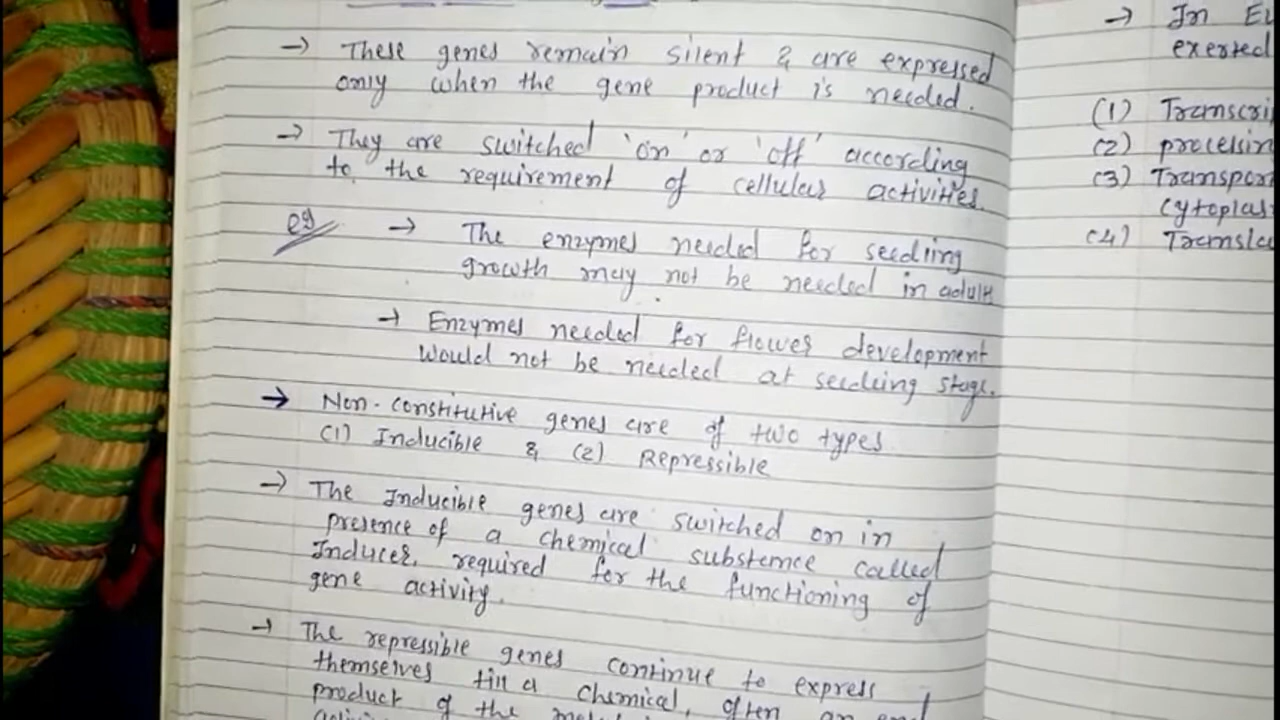 → These genes remain silent & are expressed
only when the gene product is needed.
→ They are switched 'on' or 'off' according
to the requirement of cellular activities.
eg → The enzymes needed for seedling
growth may not be needed in adult
→ Enzymes needed for flower development
would not be needed at seedling stage.
→ Non-constitutive genes are of two types
(1) Inducible & (2) Repressible
→ The Inducible genes are switched on in
presence of a chemical substance called
Inducer, required for the functioning of
gene activity.
→ The repressible genes continue to express
themselves till a chemical, often an end
product of the
→ In
exerted
(1)
(2)
(3)
(4)